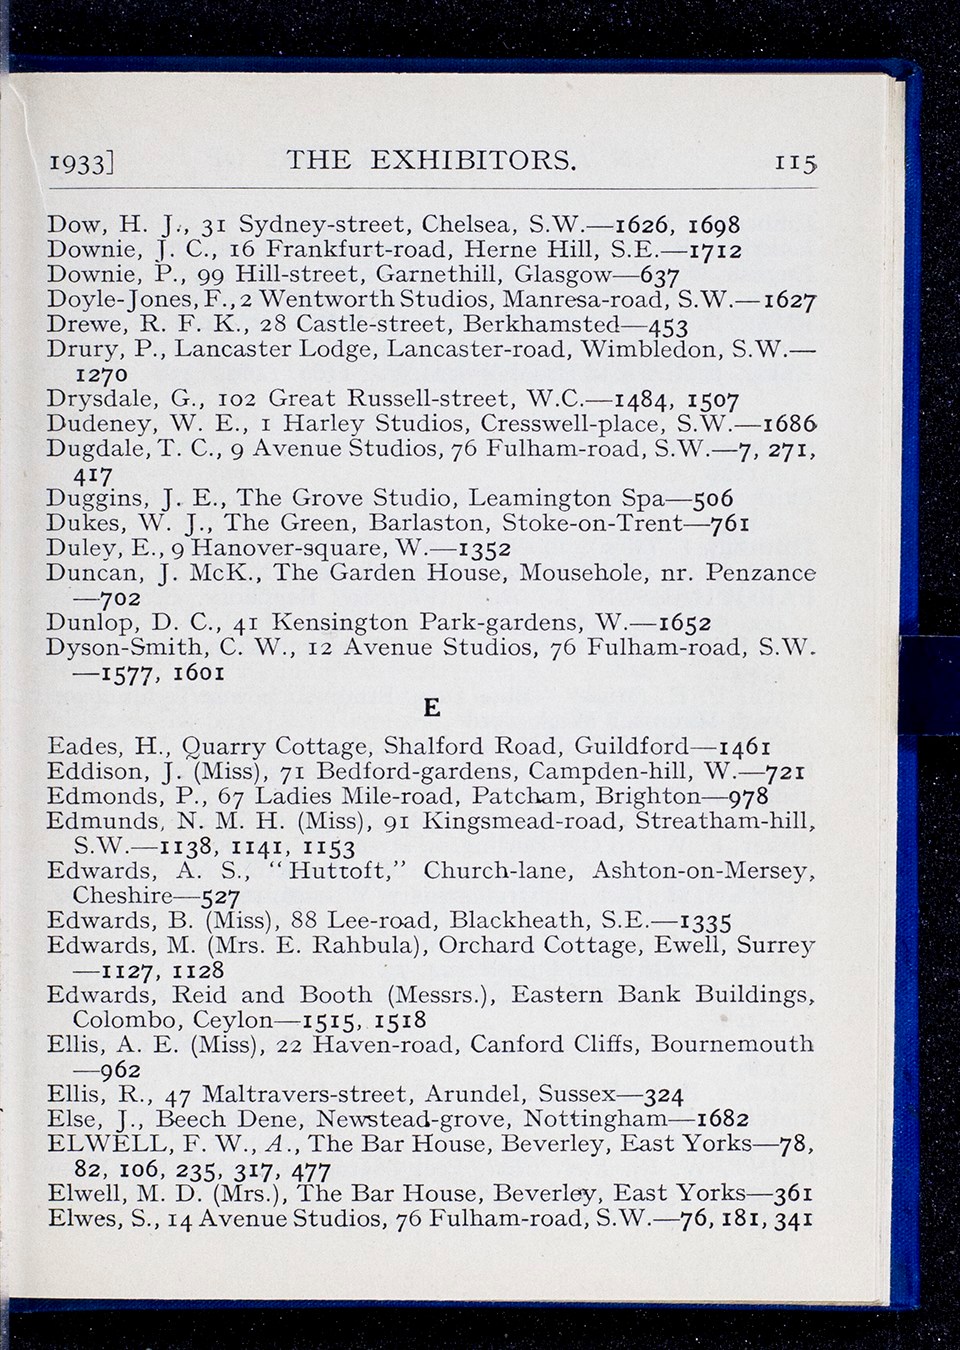 1933] THE EXHIBITORS. 115
Dow, H. J., 31 Sydney-street, Chelsea, S.W.—1626, 1698
Downie, J. C., 16 Frankfurt-road, Herne Hill, S.E.—1712
Downie, P., 99 Hill-street, Garnethill, Glasgow—637
Doyle-Jones, F., 2 Wentworth Studios, Manresa-road, S.W.—1627
Drewe, R. F. K., 28 Castle-street, Berkhamsted—453
Drury, P., Lancaster Lodge, Lancaster-road, Wimbledon, S.W.—
1270
Drysdale, G., 102 Great Russell-street, W.C.—1484, 1507
Dudeney, W. E., 1 Harley Studios, Cresswell-place, S.W.—1686
Dugdale, T. C., 9 Avenue Studios, 76 Fulham-road, S.W.—7, 271,
417
Duggins, J. E., The Grove Studio, Leamington Spa—506
Dukes, W. J., The Green, Barlaston, Stoke-on-Trent—761
Duley, E., 9 Hanover-square, W.—1352
Duncan, J. McK., The Garden House, Mousehole, nr. Penzance
—702
Dunlop, D. C., 41 Kensington Park-gardens, W.—1652
Dyson-Smith, C. W., 12 Avenue Studios, 76 Fulham-road, S.W.
—1577, 1601
E
Eades, H., Quarry Cottage, Shalford Road, Guildford—1461
Eddison, J. (Miss), 71 Bedford-gardens, Campden-hill, W.—721
Edmonds, P., 67 Ladies Mile-road, Patcham, Brighton—978
Edmunds, N. M. H. (Miss), 91 Kingsmead-road, Streatham-hill,
S.W.—1138, 1141, 1153
Edwards, A. S., “Huttoft,” Church-lane, Ashton-on-Mersey,
Cheshire—527
Edwards, B. (Miss), 88 Lee-road, Blackheath, S.E.—1335
Edwards, M. (Mrs. E. Rahbula), Orchard Cottage, Ewell, Surrey
—1127, 1128
Edwards, Reid and Booth (Messrs.), Eastern Bank Buildings,
Colombo, Ceylon—1515, 1518
Ellis, A. E. (Miss), 22 Haven-road, Canford Cliffs, Bournemouth
—962
Ellis, R., 47 Maltravers-street, Arundel, Sussex—324
Else, J., Beech Dene, Newstead-grove, Nottingham—1682
ELWELL, F. W., A., The Bar House, Beverley, East Yorks—78,
82, 106, 235, 317, 477
Elwell, M. D. (Mrs.), The Bar House, Beverley, East Yorks—361
Elwes, S., 14 Avenue Studios, 76 Fulham-road, S.W.—76, 181, 341